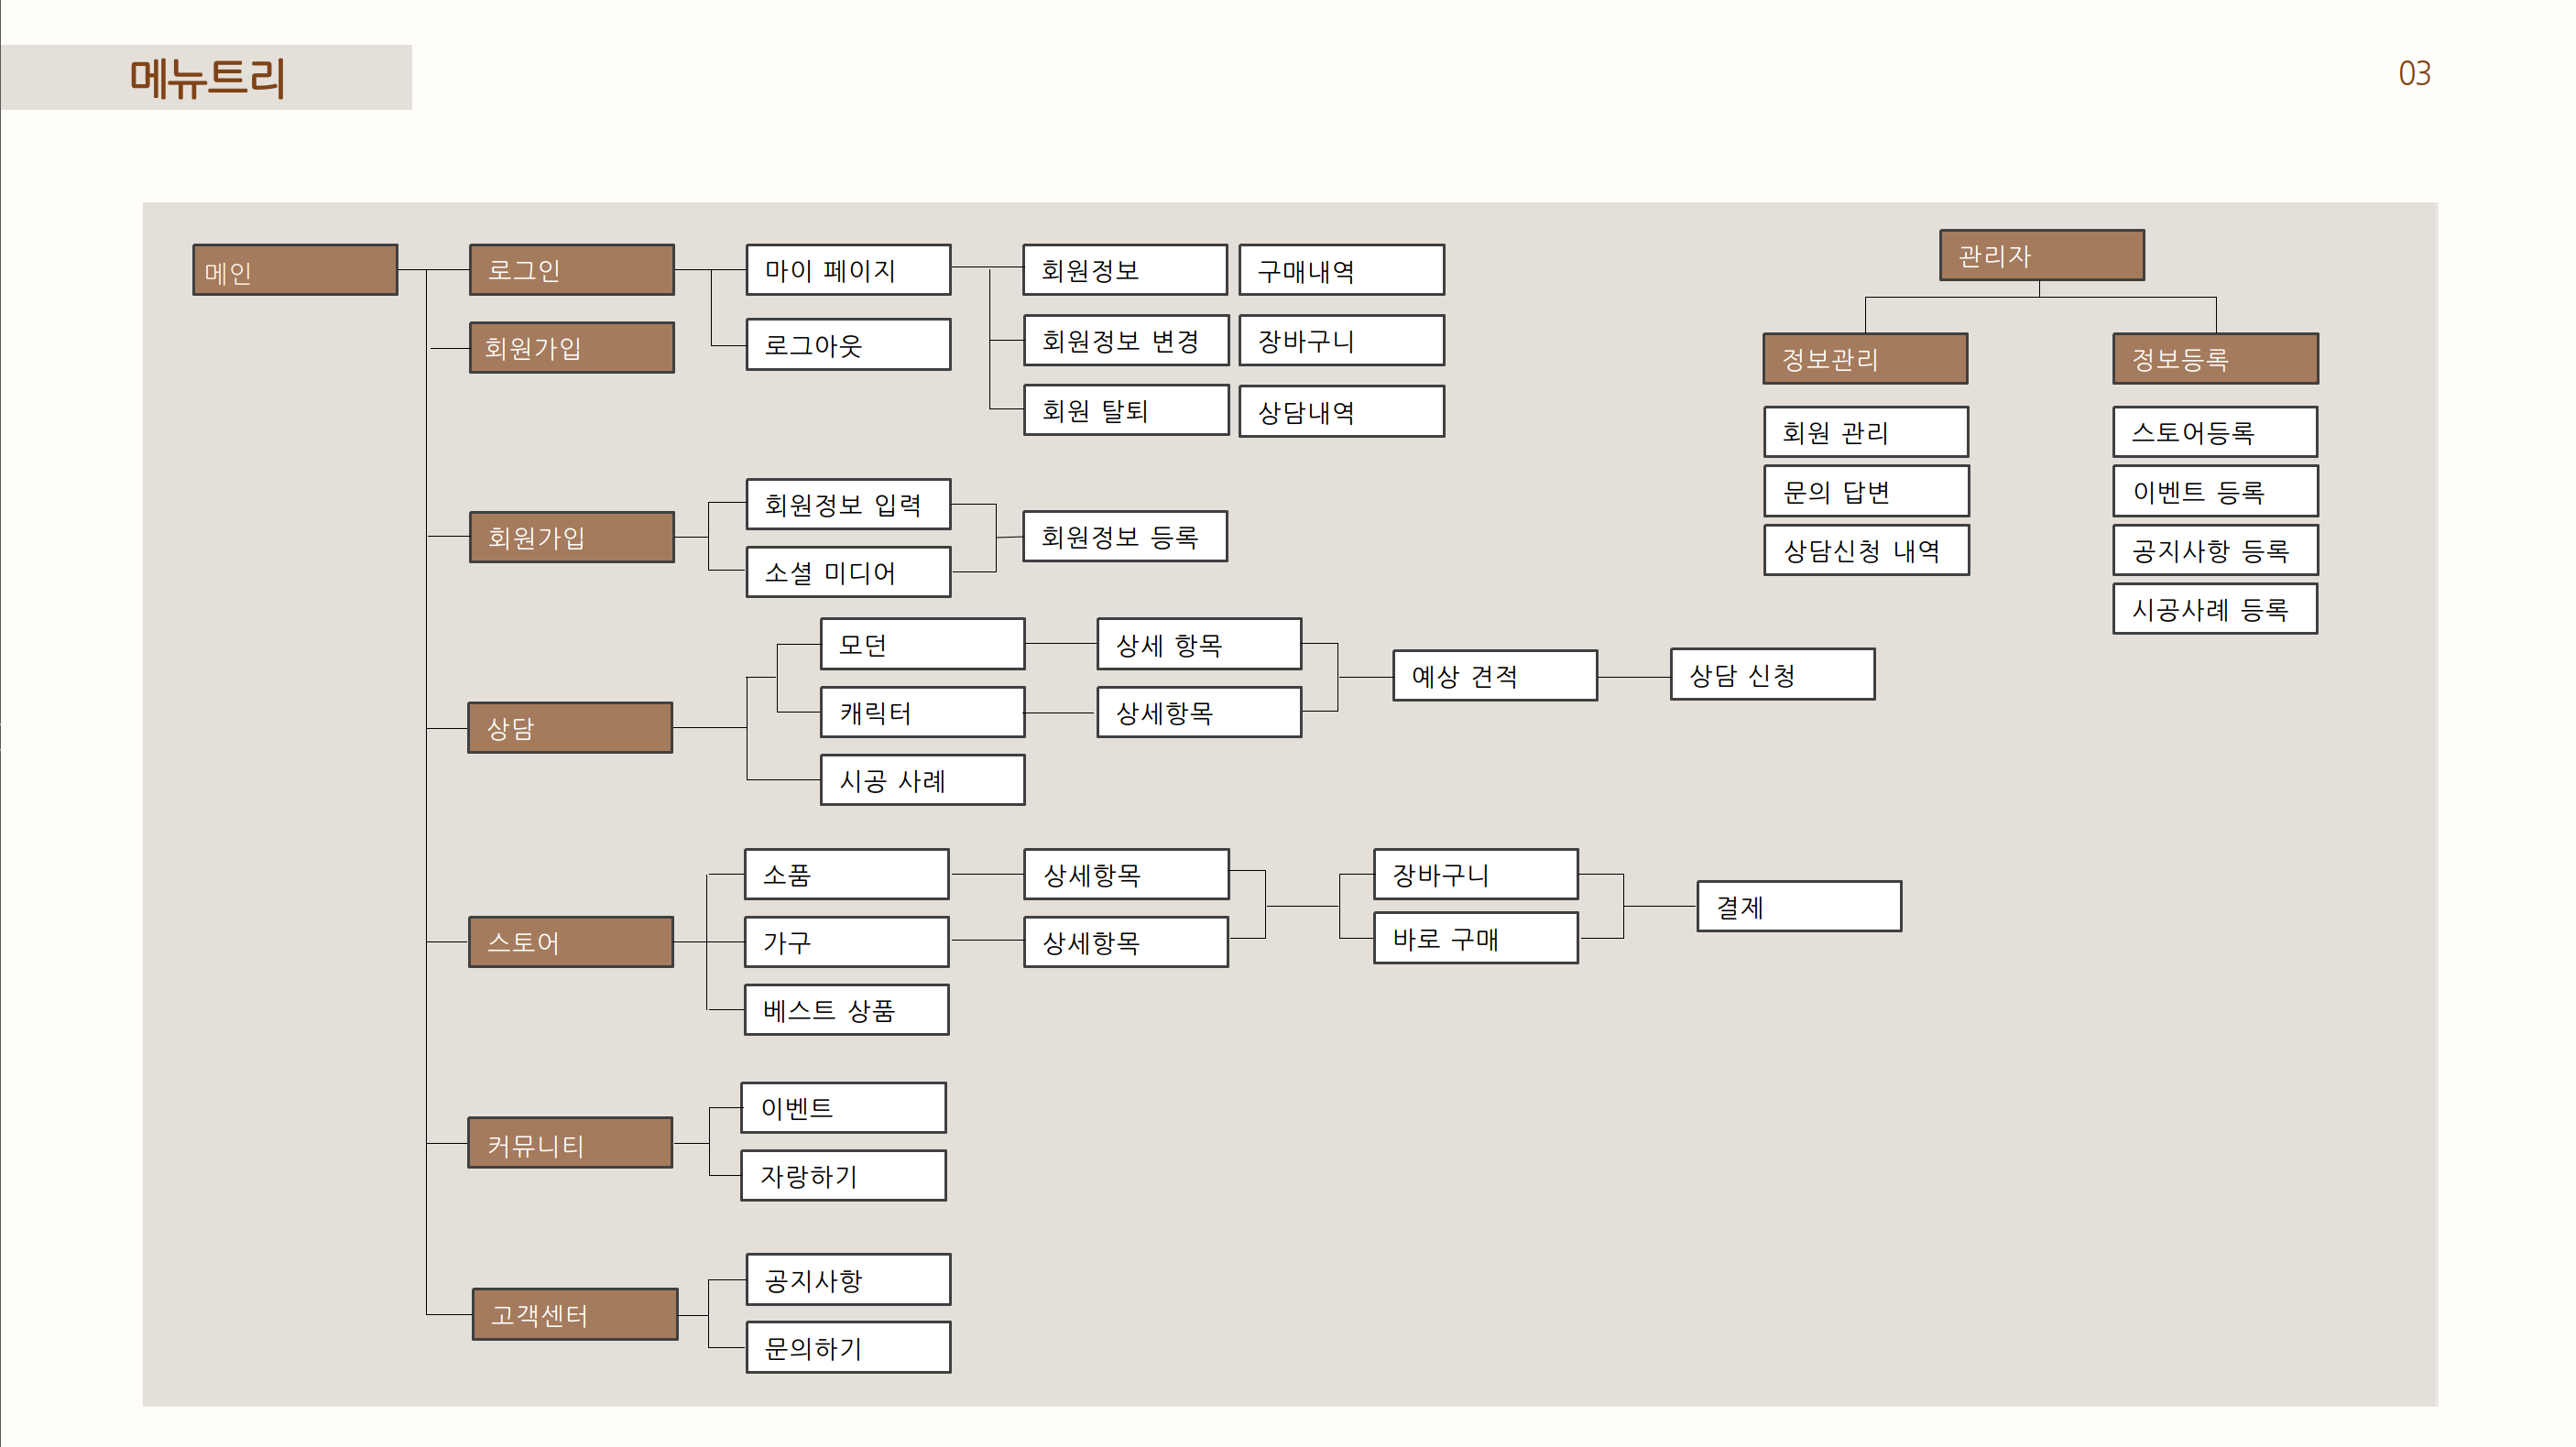 메뉴트리
03
메인
로그인
마이 페이지
회원정보
구매내역
회원가입
로그아웃
회원정보 변경
장바구니
회원 탈퇴
상담내역
회원가입
회원정보 입력
소셜 미디어
회원정보 등록
상담
모던
상세 항목
캐릭터
상세항목
시공 사례
예상 견적
상담 신청
스토어
소품
상세항목
가구
상세항목
베스트 상품
장바구니
바로 구매
결제
커뮤니티
이벤트
자랑하기
고객센터
공지사항
문의하기
관리자
정보관리
회원 관리
문의 답변
상담신청 내역
정보등록
스토어등록
이벤트 등록
공지사항 등록
시공사례 등록